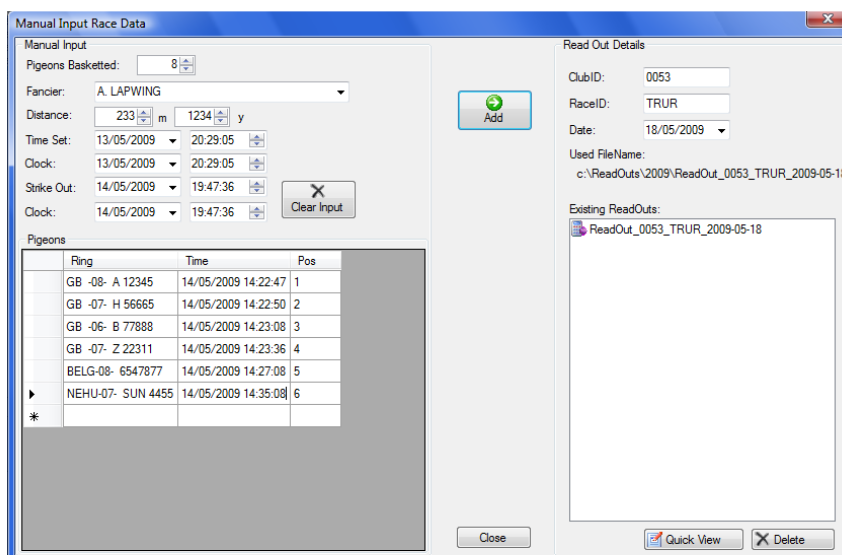 Manual Input Race Data
Manual Input
Pigeons Basketted: 8
Fancier: A. LAPWING
Distance: 233 m 1234 y
Time Set: 13/05/2009 20:29:05
Clock: 13/05/2009 20:29:05
Strike Out: 14/05/2009 19:47:36
Clock: 14/05/2009 19:47:36
Clear Input
Pigeons
Ring Time Pos
GB -08- A 12345 14/05/2009 14:22:47 1
GB -07- H 56665 14/05/2009 14:22:50 2
GB -06- B 77888 14/05/2009 14:23:08 3
GB -07- Z 22311 14/05/2009 14:23:36 4
BELG-08- 6547877 14/05/2009 14:27:08 5
NEHU-07- SUN 4455 14/05/2009 14:35:08 6
Add
Close
Read Out Details
ClubID: 0053
RaceID: TRUR
Date: 18/05/2009
Used FileName:
c:\ReadOuts\2009\ReadOut_0053_TRUR_2009-05-18
Existing ReadOuts:
ReadOut_0053_TRUR_2009-05-18
Quick View
Delete